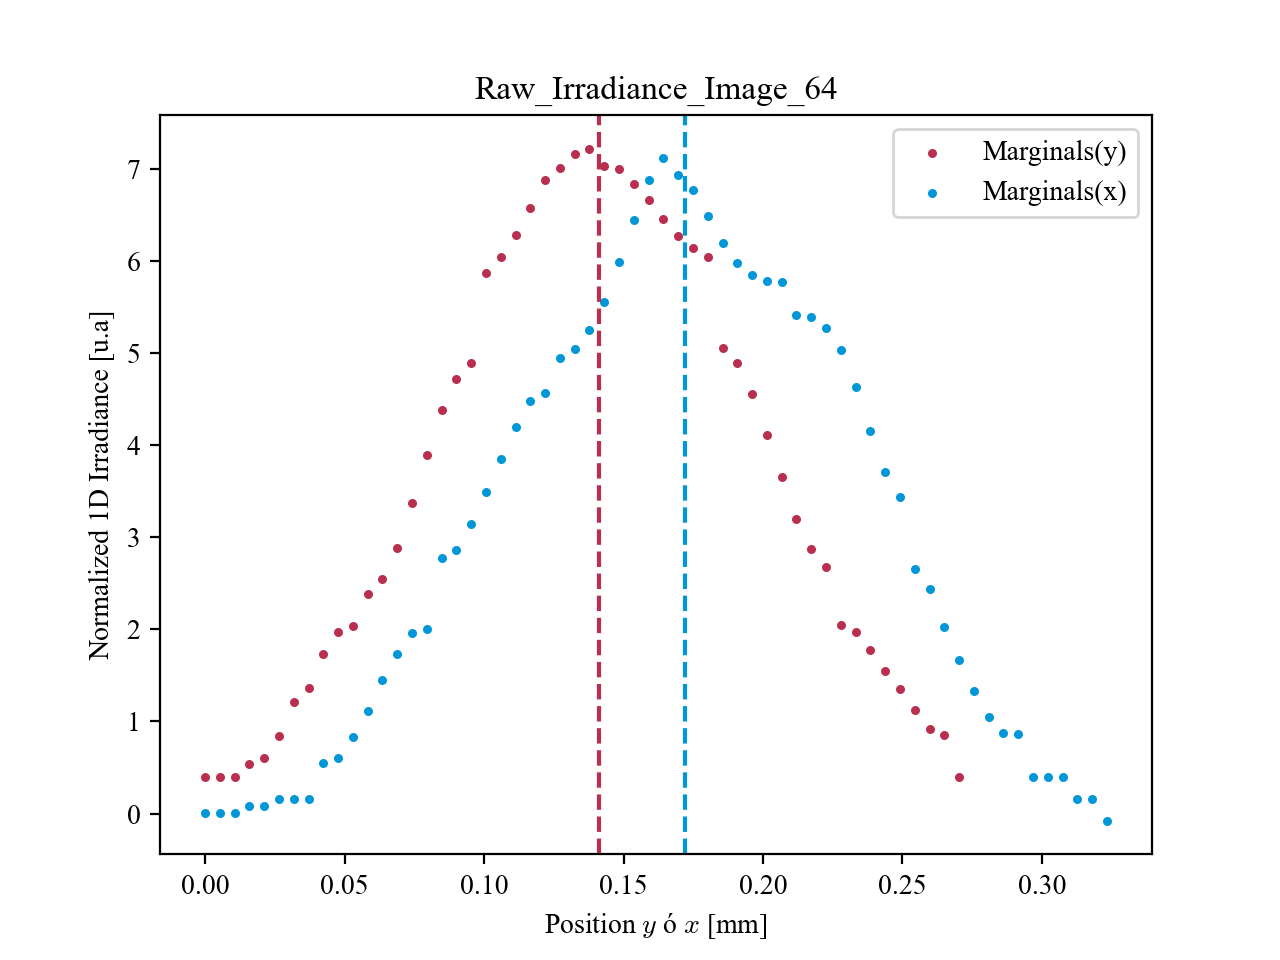 Raw_Irradiance_Image_64
Marginals(y)
Marginals(x)
Normalized 1D Irradiance [u.a]
7
6
5
4
3
2
1
0
0.00 0.05 0.10 0.15 0.20 0.25 0.30
Position y ó x [mm]